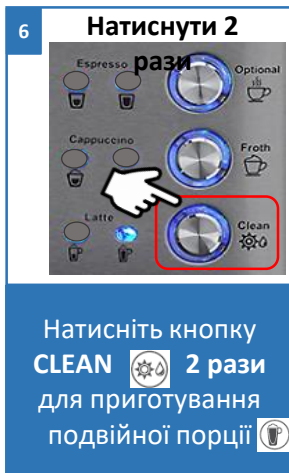 6
Натиснути 2
рази
Espresso
Optional
Cappuccino
Froth
Latte
Clean
Натисніть кнопку
CLEAN 2 рази
для приготування
подвійної порції